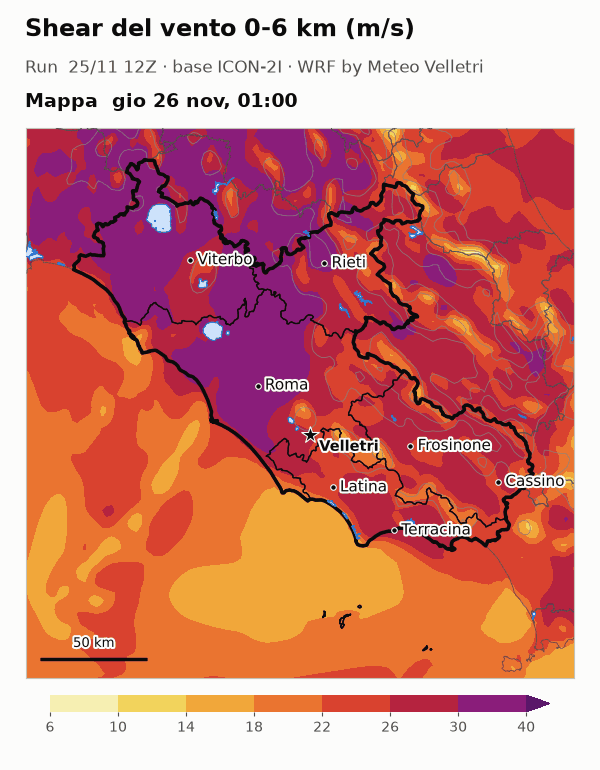 Shear del vento 0-6 km (m/s)
Run  25/11 12Z · base ICON-2I · WRF by Meteo Velletri
Mappa  gio 26 nov, 01:00
Viterbo
Rieti
Roma
Velletri
Frosinone
Cassino
Latina
Terracina
50 km
6 10 14 18 22 26 30 40